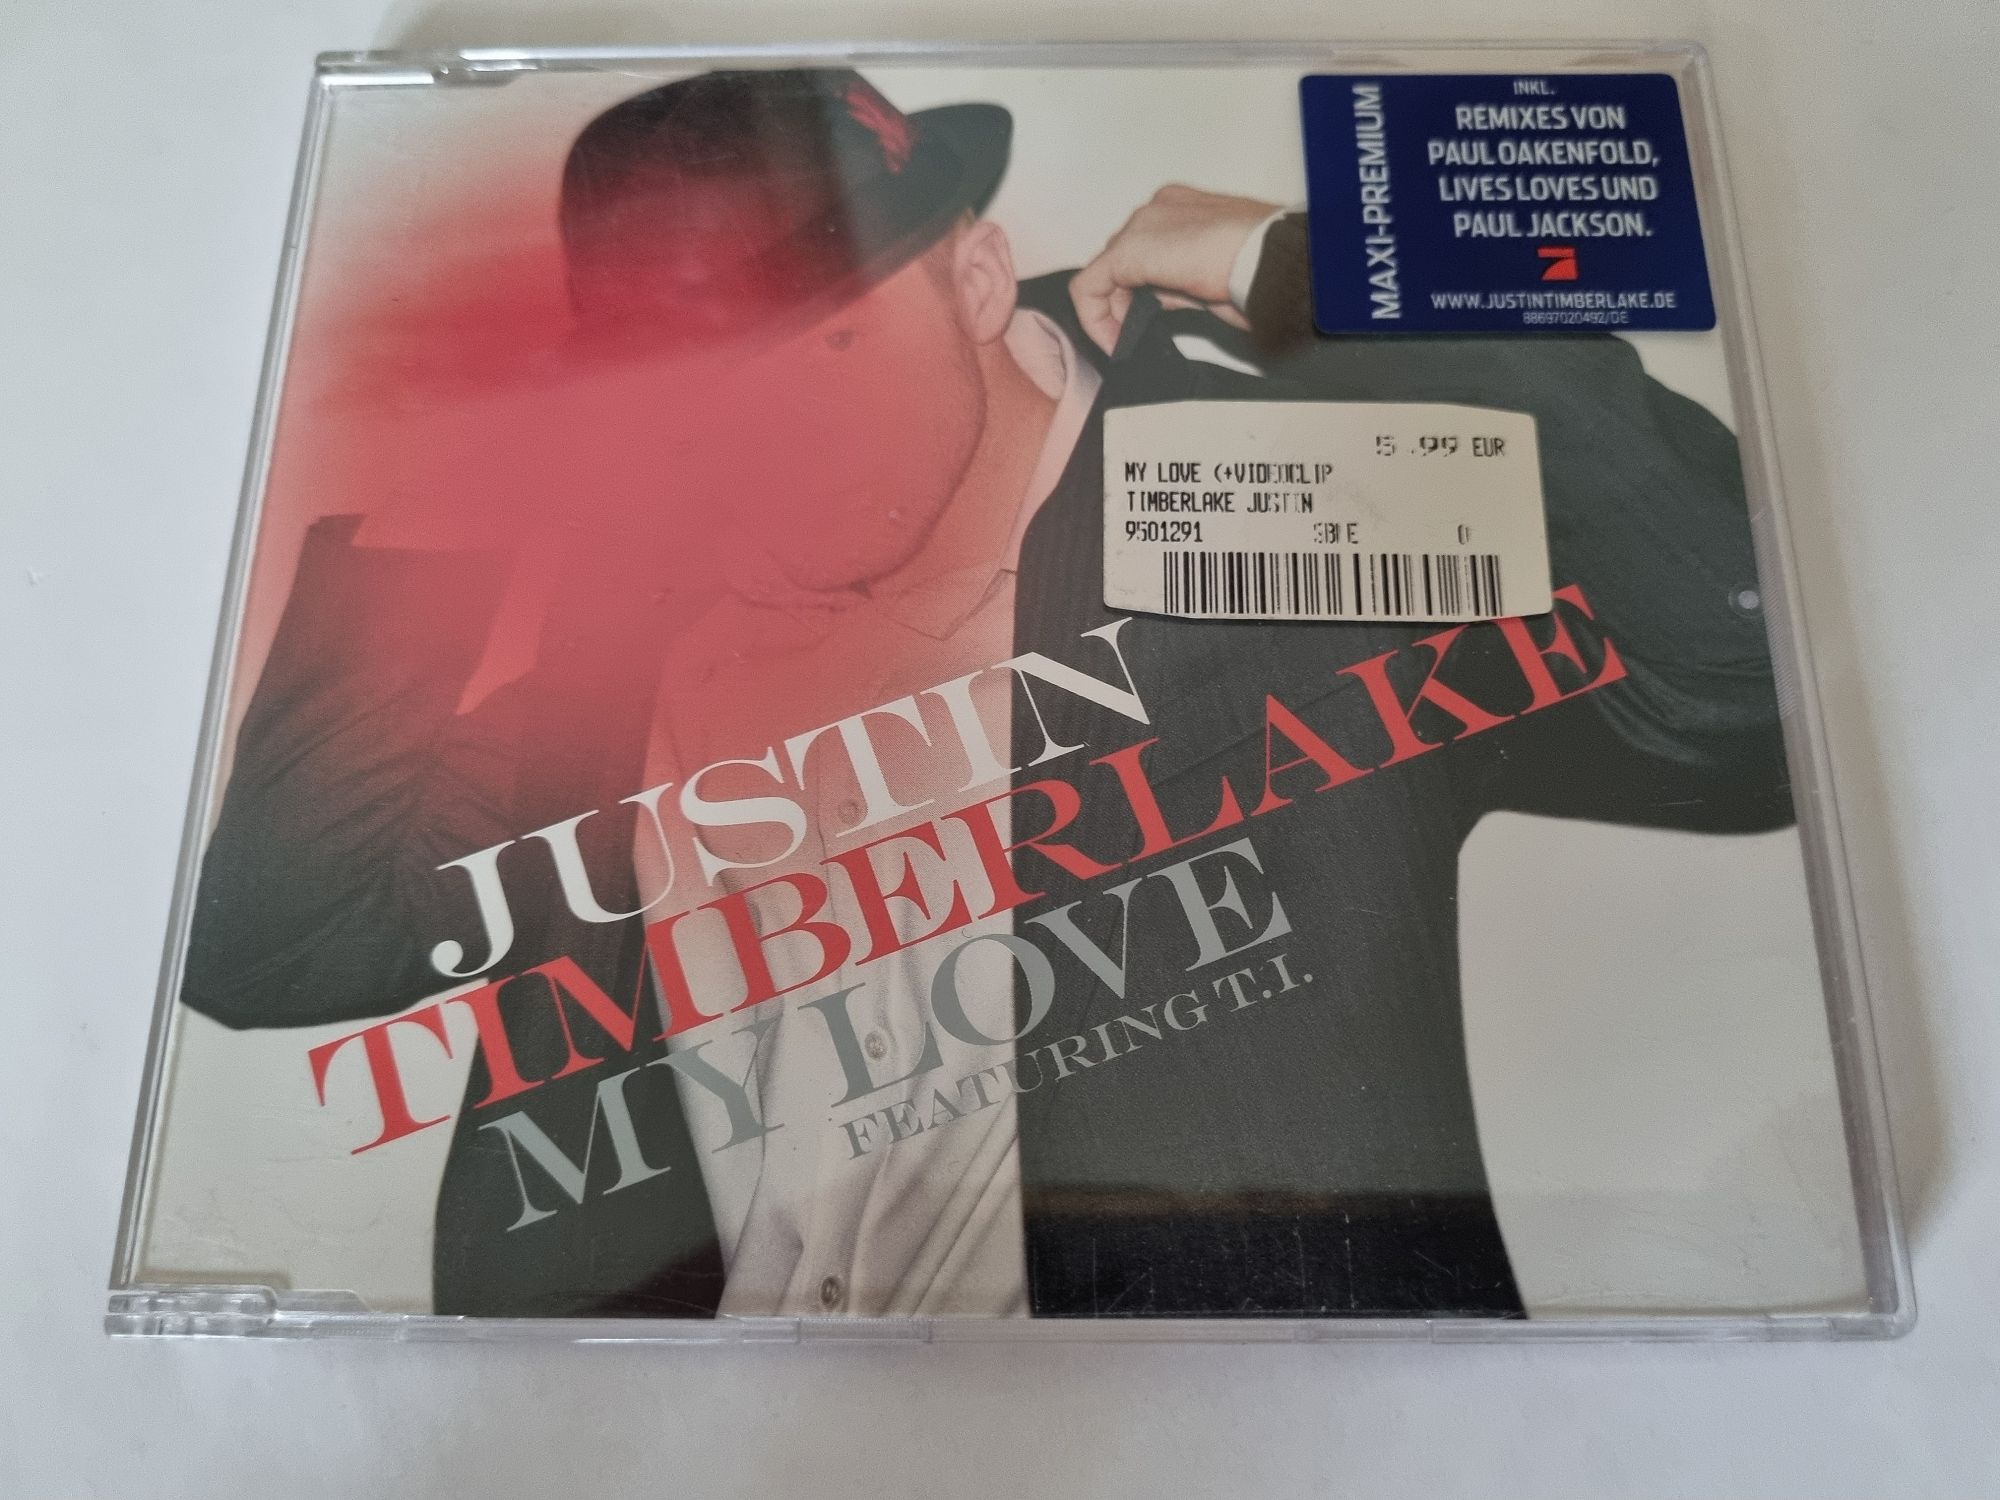 MAXI-PREMIUM
INKL.
REMIXES VON
PAUL OAKENFOLD,
LIVES LOVES UND
PAUL JACKSON.
7
WWW.JUSTINTIMBERLAKE.DE
88697020492/DE
5.99 EUR
MY LOVE (+VIDEOCLIP
TIMBERLAKE JUSTIN
9501291
JUSTIN
TIMBERLAKE
MY LOVE
FEATURING T.I.